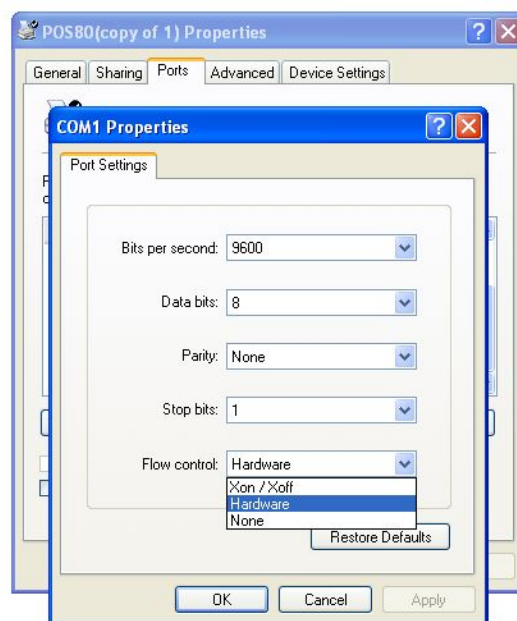 POS80(copy of 1) Properties
General Sharing Ports Advanced Device Settings
COM1 Properties
Port Settings
Bits per second: 9600
Data bits: 8
Parity: None
Stop bits: 1
Flow control: Hardware
Xon / Xoff
Hardware
None
Restore Defaults
OK Cancel Apply